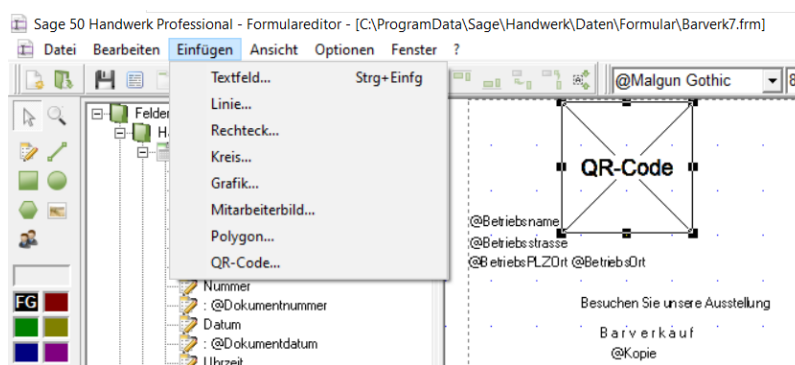 Sage 50 Handwerk Professional - Formulareditor - [C:\ProgramData\Sage\Handwerk\Daten\Formular\Barverk7.frm]
Datei Bearbeiten Einfügen Ansicht Optionen Fenster ?
@Malgun Gothic 8
Textfeld... Strg+Einfg
Linie...
Rechteck...
Kreis...
Grafik...
Mitarbeiterbild...
Polygon...
QR-Code...
Felder
Nummer
: @Dokumentnummer
Datum
: @Dokumentdatum
Uhrzeit
FG
QR-Code
@Betriebsname
@Betriebsstrasse
@BetriebsPLZOrt @BetriebsOrt
Besuchen Sie unsere Ausstellung
Barverkauf
@Kopie